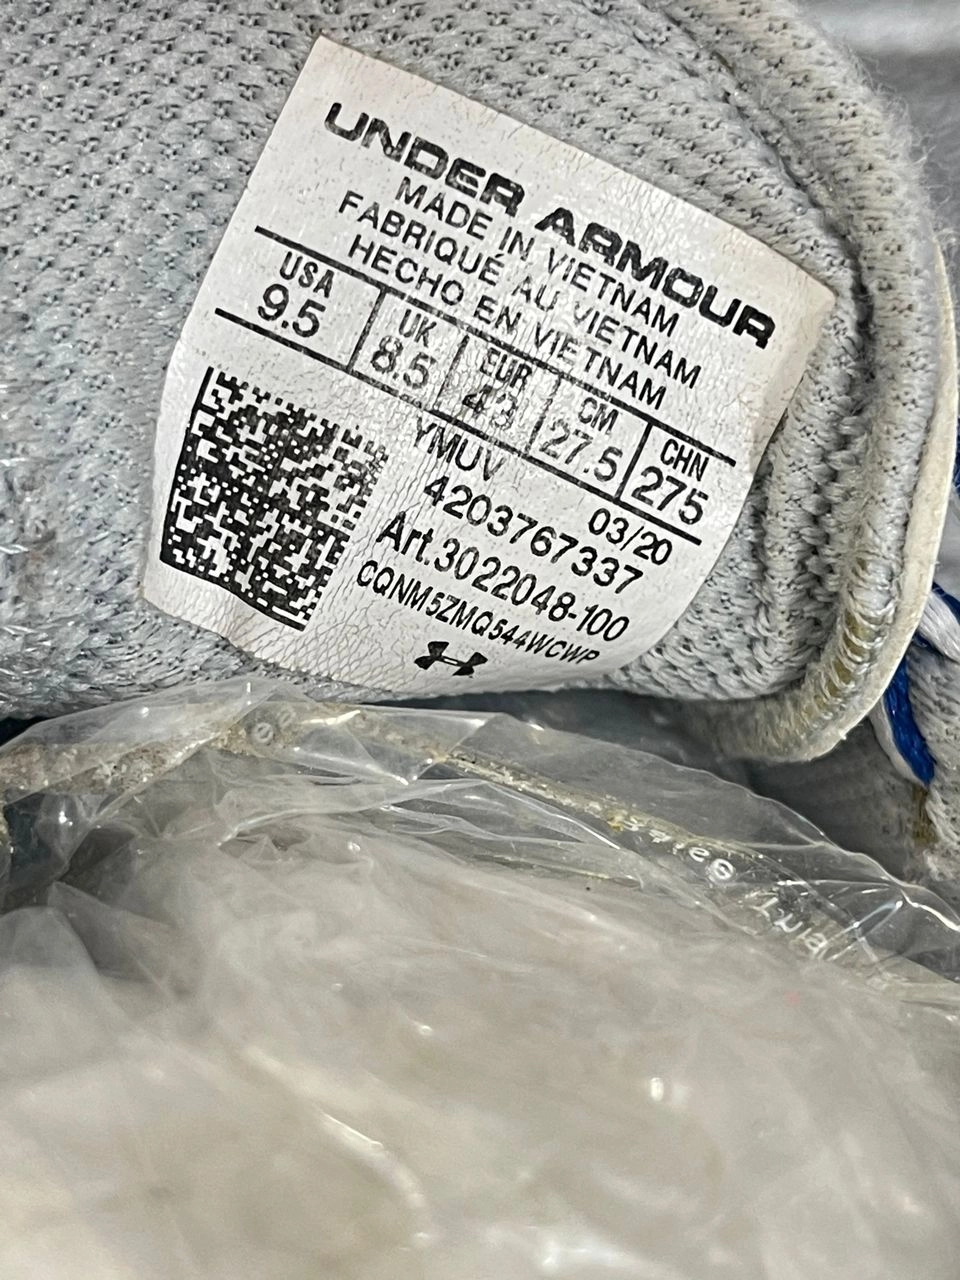 UNDER ARMOUR
MADE IN VIETNAM
FABRIQUÉ AU VIETNAM
HECHO EN VIETNAM
USA UK EUR CM CHN
9.5 8.5 43 27.5 275
YMUV 03/20
4203767337
Art.3022048-100
CQNM5ZMQ544WCWP